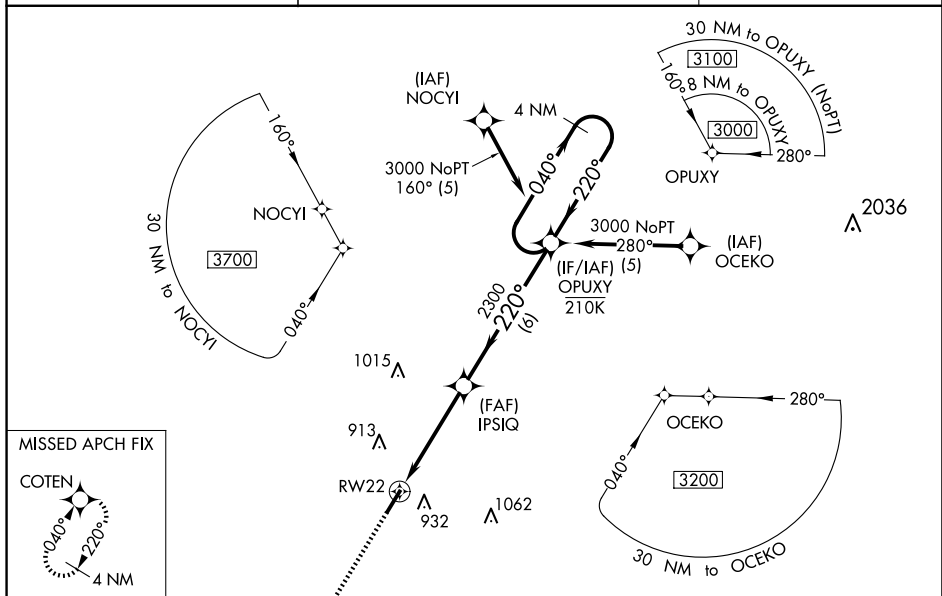 30 NM to OPUXY (NoPT)
3100
160°
8 NM to OPUXY
3000
280°
OPUXY
(IAF)
NOCYI
4 NM
3000 NoPT
160° (5)
040°
220°
160°
NOCYI
3700
040°
30 NM to NOCYI
2036
3000 NoPT
280°
(5)
(IAF)
OCEKO
(IF/IAF)
OPUXY
210K
2300
220°
(6)
1015
(FAF)
IPSIQ
913
RW22
932
1062
OCEKO
280°
040°
3200
30 NM to OCEKO
MISSED APCH FIX
COTEN
040°
220°
4 NM